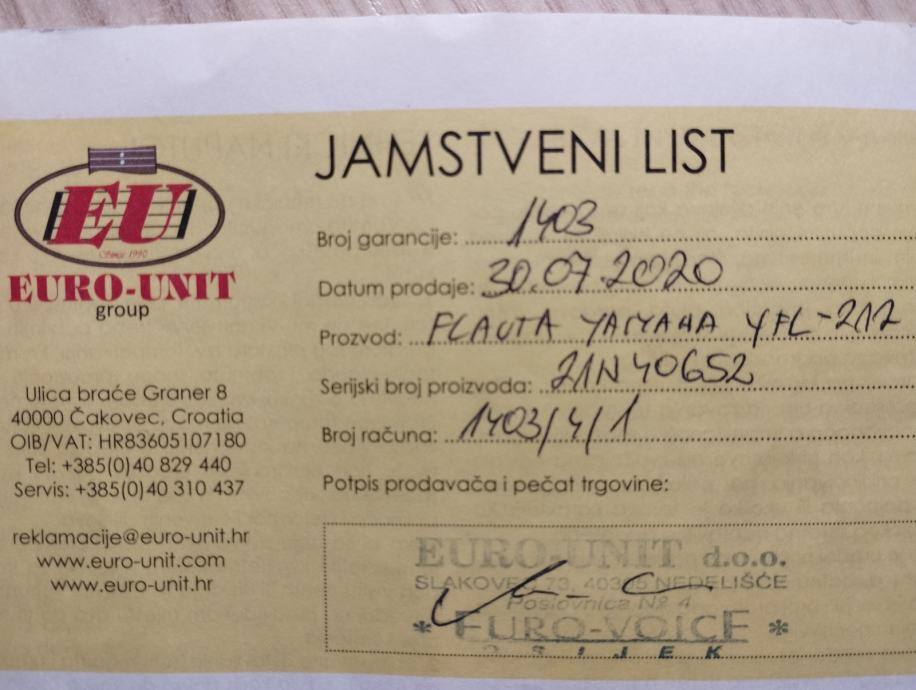 JAMSTVENI LIST
EU
Since 1990
EURO-UNIT
group
Ulica braće Graner 8
40000 Čakovec, Croatia
OIB/VAT: HR83605107180
Tel: +385(0)40 829 440
Servis: +385(0)40 310 437
reklamacije@euro-unit.hr
www.euro-unit.com
www.euro-unit.hr
Broj garancije: 1403
Datum prodaje: 30.07.2020
Prozvod: FLAUTA YAMAHA YFL-212
Serijski broj proizvoda: 21N40652
Broj računa: 1403/4/1
Potpis prodavača i pečat trgovine:
EURO-UNIT d.o.o.
SLAKOVEC 73, 40305 NEDELIŠĆE
Poslovnica № 4
* EURO-VOICE *
OSIJEK